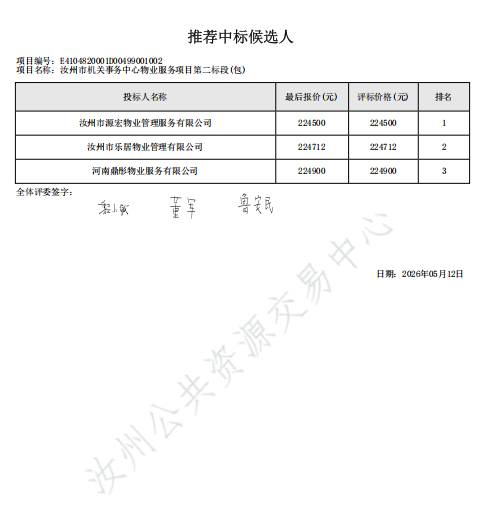 推荐中标候选人
项目编号：E4104820001D00499001002
项目名称：汝州市机关事务中心物业服务项目第二标段(包)
投标人名称 最后报价(元) 评标价格(元) 排名
汝州市源宏物业管理服务有限公司 224500 224500 1
汝州市乐居物业管理有限公司 224712 224712 2
河南鼎彤物业服务有限公司 224900 224900 3
全体评委签字：
董军 鲁安民
日期：2026年05月12日
汝州公共资源交易中心